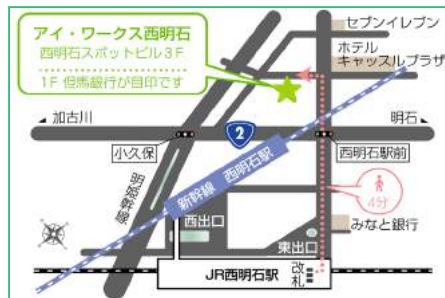 アイ・ワークス西明石
西明石スポットビル3F
1F 但馬銀行が目印です
セブンイレブン
ホテル
キャッスルプラザ
加古川
明石
2
小久保
西明石駅前
明姫幹線
新幹線 西明石駅
4分
西出口
みなと銀行
東出口
JR西明石駅
改札